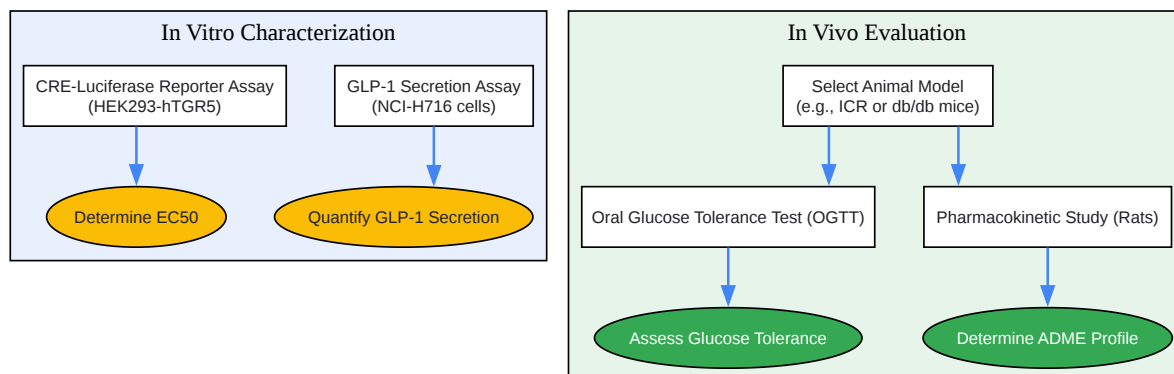 In Vitro Characterization
CRE-Luciferase Reporter Assay
(HEK293-hTGR5)
GLP-1 Secretion Assay
(NCI-H716 cells)
Determine EC50
Quantify GLP-1 Secretion
In Vivo Evaluation
Select Animal Model
(e.g., ICR or db/db mice)
Oral Glucose Tolerance Test (OGTT)
Pharmacokinetic Study (Rats)
Assess Glucose Tolerance
Determine ADME Profile